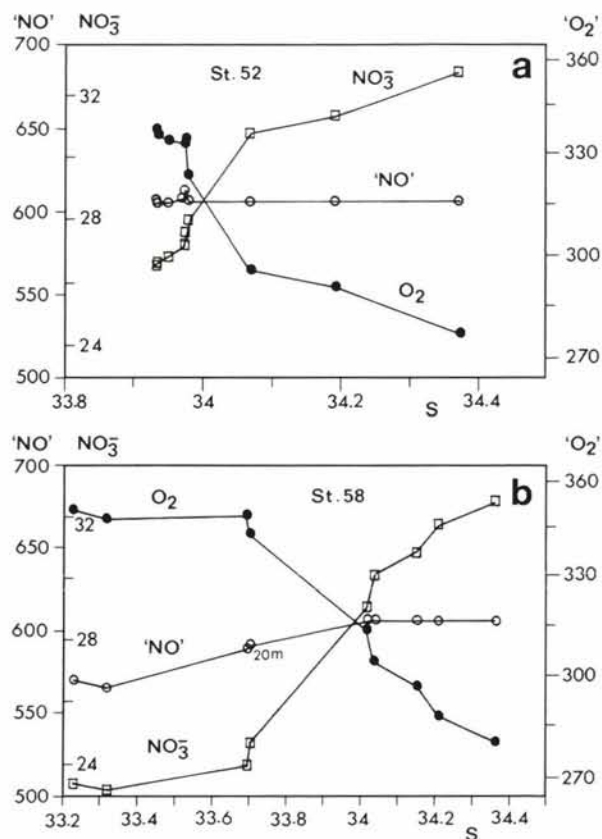 'NO' NO₃⁻ 'O₂'
700 360
St. 52 a
NO₃⁻
32
650 330
'NO'
600 28
300
550 O₂
24 270
500
33.8 34 34.2 34.4
S
'NO' NO₃⁻ 'O₂'
700 360
O₂ St. 58 b
32
650 330
28
600
'NO' 20m
300
550
NO₃⁻
24 270
500
33.2 33.4 33.6 33.8 34 34.2 34.4
S